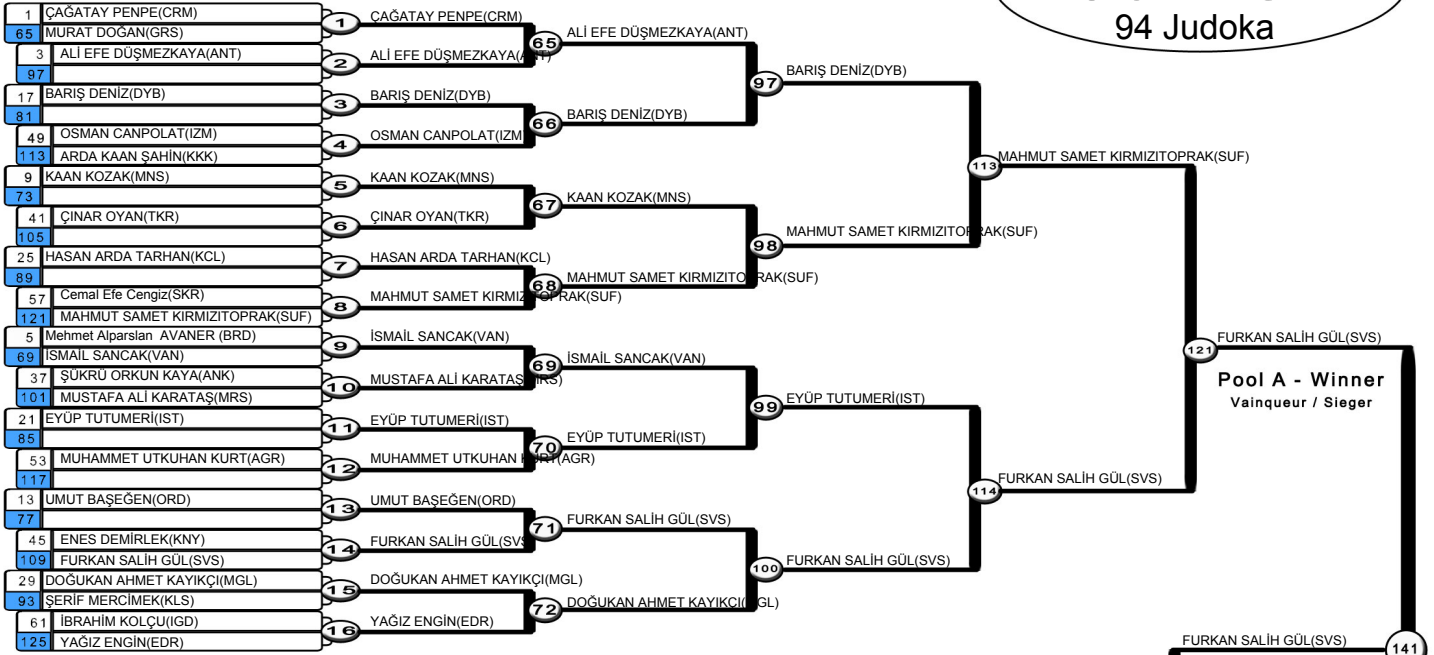 94 Judoka
1 ÇAĞATAY PENPE(CRM)
65 MURAT DOĞAN(GRS)
3 ALİ EFE DÜŞMEZKAYA(ANT)
97
17 BARIŞ DENİZ(DYB)
81
49 OSMAN CANPOLAT(IZM)
113 ARDA KAAN ŞAHİN(KKK)
9 KAAN KOZAK(MNS)
73
41 ÇINAR OYAN(TKR)
105
25 HASAN ARDA TARHAN(KCL)
89
57 Cemal Efe Cengiz(SKR)
121 MAHMUT SAMET KIRMIZITOPRAK(SUF)
5 Mehmet Alparslan AVANER (BRD)
69 İSMAİL SANCAK(VAN)
37 ŞÜKRÜ ORKUN KAYA(ANK)
101 MUSTAFA ALİ KARATAŞ(MRS)
21 EYÜP TUTUMERİ(IST)
85
53 MUHAMMET UTKUHAN KURT(AGR)
117
13 UMUT BAŞEĞEN(ORD)
77
45 ENES DEMİRLEK(KNY)
109 FURKAN SALİH GÜL(SVS)
29 DOĞUKAN AHMET KAYIKÇI(MGL)
93 ŞERİF MERCİMEK(KLS)
61 İBRAHİM KOLÇU(IGD)
125 YAĞIZ ENGİN(EDR)
1 ÇAĞATAY PENPE(CRM)
2 ALİ EFE DÜŞMEZKAYA(ANT)
3 BARIŞ DENİZ(DYB)
4 OSMAN CANPOLAT(IZM
5 KAAN KOZAK(MNS)
6 ÇINAR OYAN(TKR)
7 HASAN ARDA TARHAN(KCL)
8 MAHMUT SAMET KIRMIZITOPRAK(SUF)
9 İSMAİL SANCAK(VAN)
10 MUSTAFA ALİ KARATAŞ(MRS)
11 EYÜP TUTUMERİ(IST)
12 MUHAMMET UTKUHAN KURT(AGR)
13 UMUT BAŞEĞEN(ORD)
14 FURKAN SALİH GÜL(SVS
15 DOĞUKAN AHMET KAYIKÇI(MGL)
16 YAĞIZ ENGİN(EDR)
65 ALİ EFE DÜŞMEZKAYA(ANT)
66 BARIŞ DENİZ(DYB)
67 KAAN KOZAK(MNS)
68 MAHMUT SAMET KIRMIZITOPRAK(SUF)
69 İSMAİL SANCAK(VAN)
70 EYÜP TUTUMERİ(IST)
71 FURKAN SALİH GÜL(SVS)
72 DOĞUKAN AHMET KAYIKÇI(MGL)
97 BARIŞ DENİZ(DYB)
98 MAHMUT SAMET KIRMIZITOPRAK(SUF)
99 EYÜP TUTUMERİ(IST)
100 FURKAN SALİH GÜL(SVS)
113 MAHMUT SAMET KIRMIZITOPRAK(SUF)
114 FURKAN SALİH GÜL(SVS)
121 FURKAN SALİH GÜL(SVS)
Pool A - Winner
Vainqueur / Sieger
FURKAN SALİH GÜL(SVS) 141